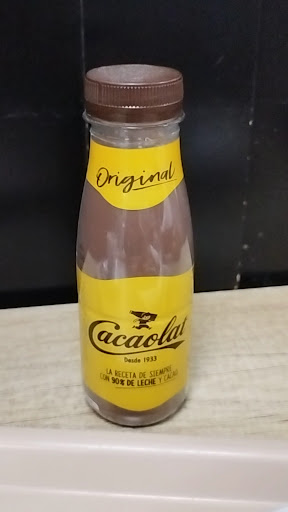 Original
Cacaolat
Desde 1933
LA RECETA DE SIEMPRE
CON 90% DE LECHE Y CACAO